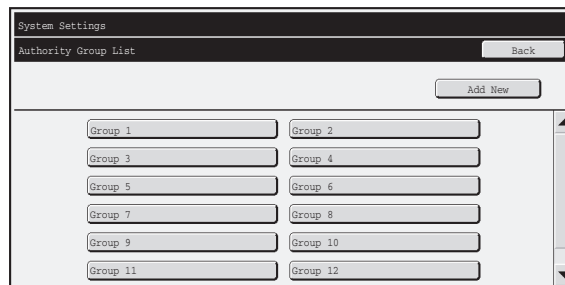 System Settings
Authority Group List
Back
Add New
Group 1
Group 2
Group 3
Group 4
Group 5
Group 6
Group 7
Group 8
Group 9
Group 10
Group 11
Group 12